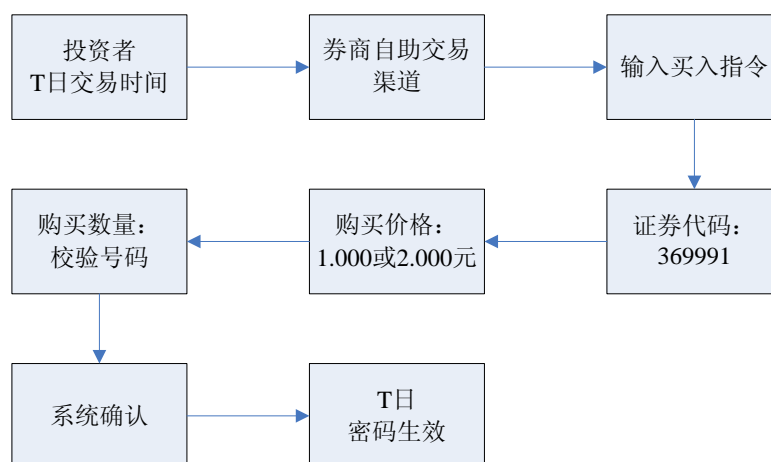 投资者
T日交易时间
券商自助交易
渠道
输入买入指令
证券代码：
369991
购买价格：
1.000或2.000元
购买数量：
校验号码
系统确认
T日
密码生效